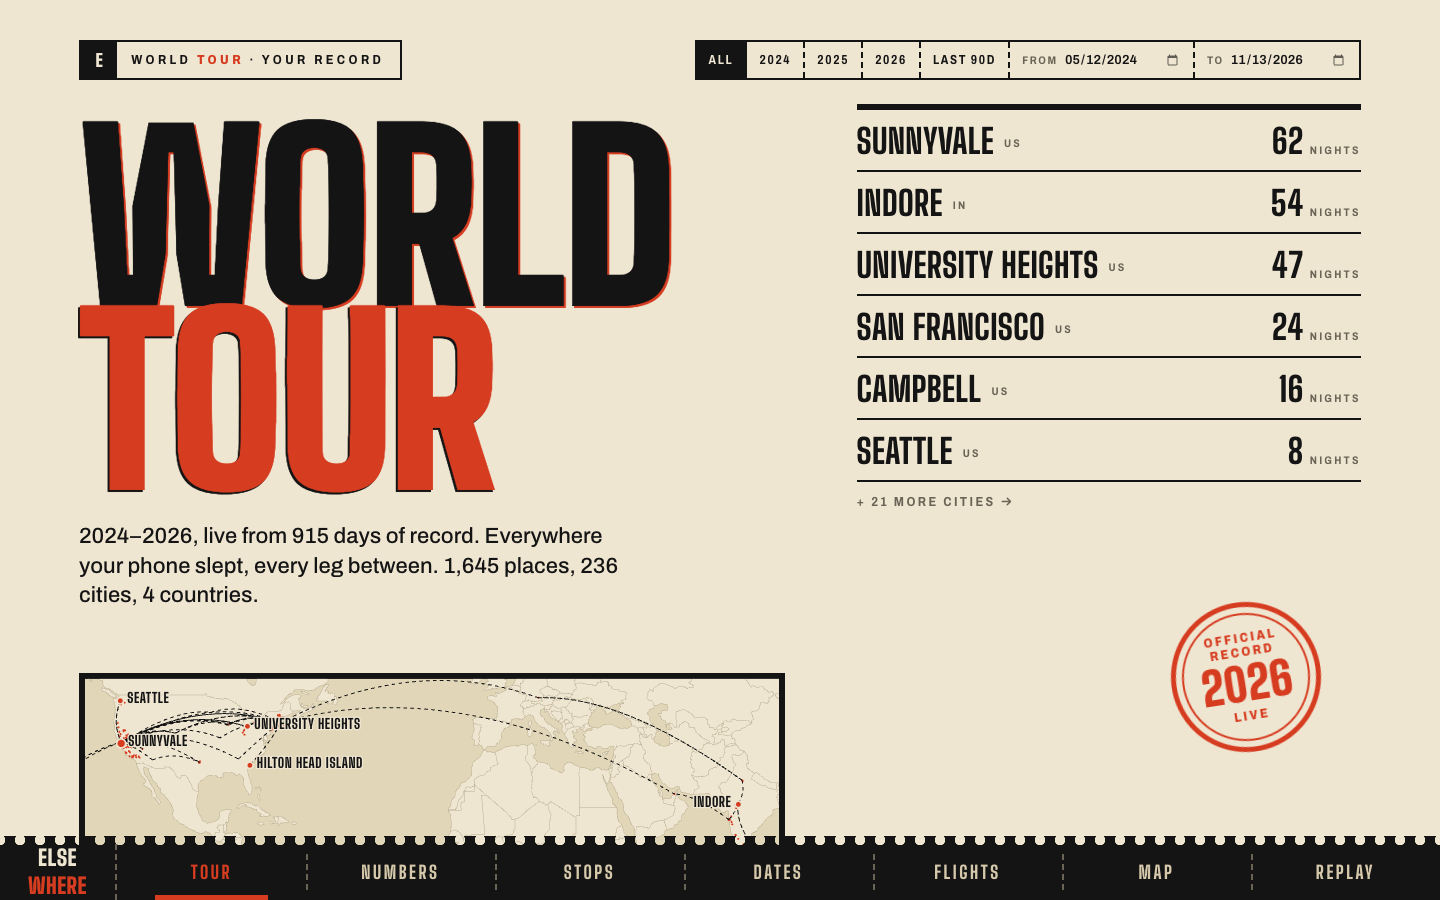 E WORLD TOUR · YOUR RECORD
ALL 2024 2025 2026 LAST 90D FROM 05/12/2024 TO 11/13/2026
WORLD
TOUR
2024–2026, live from 915 days of record. Everywhere
your phone slept, every leg between. 1,645 places, 236
cities, 4 countries.
SUNNYVALE US 62 NIGHTS
INDORE IN 54 NIGHTS
UNIVERSITY HEIGHTS US 47 NIGHTS
SAN FRANCISCO US 24 NIGHTS
CAMPBELL US 16 NIGHTS
SEATTLE US 8 NIGHTS
+ 21 MORE CITIES →
OFFICIAL
RECORD
2026
LIVE
SEATTLE
UNIVERSITY HEIGHTS
SUNNYVALE
HILTON HEAD ISLAND
INDORE
ELSE
WHERE
TOUR NUMBERS STOPS DATES FLIGHTS MAP REPLAY